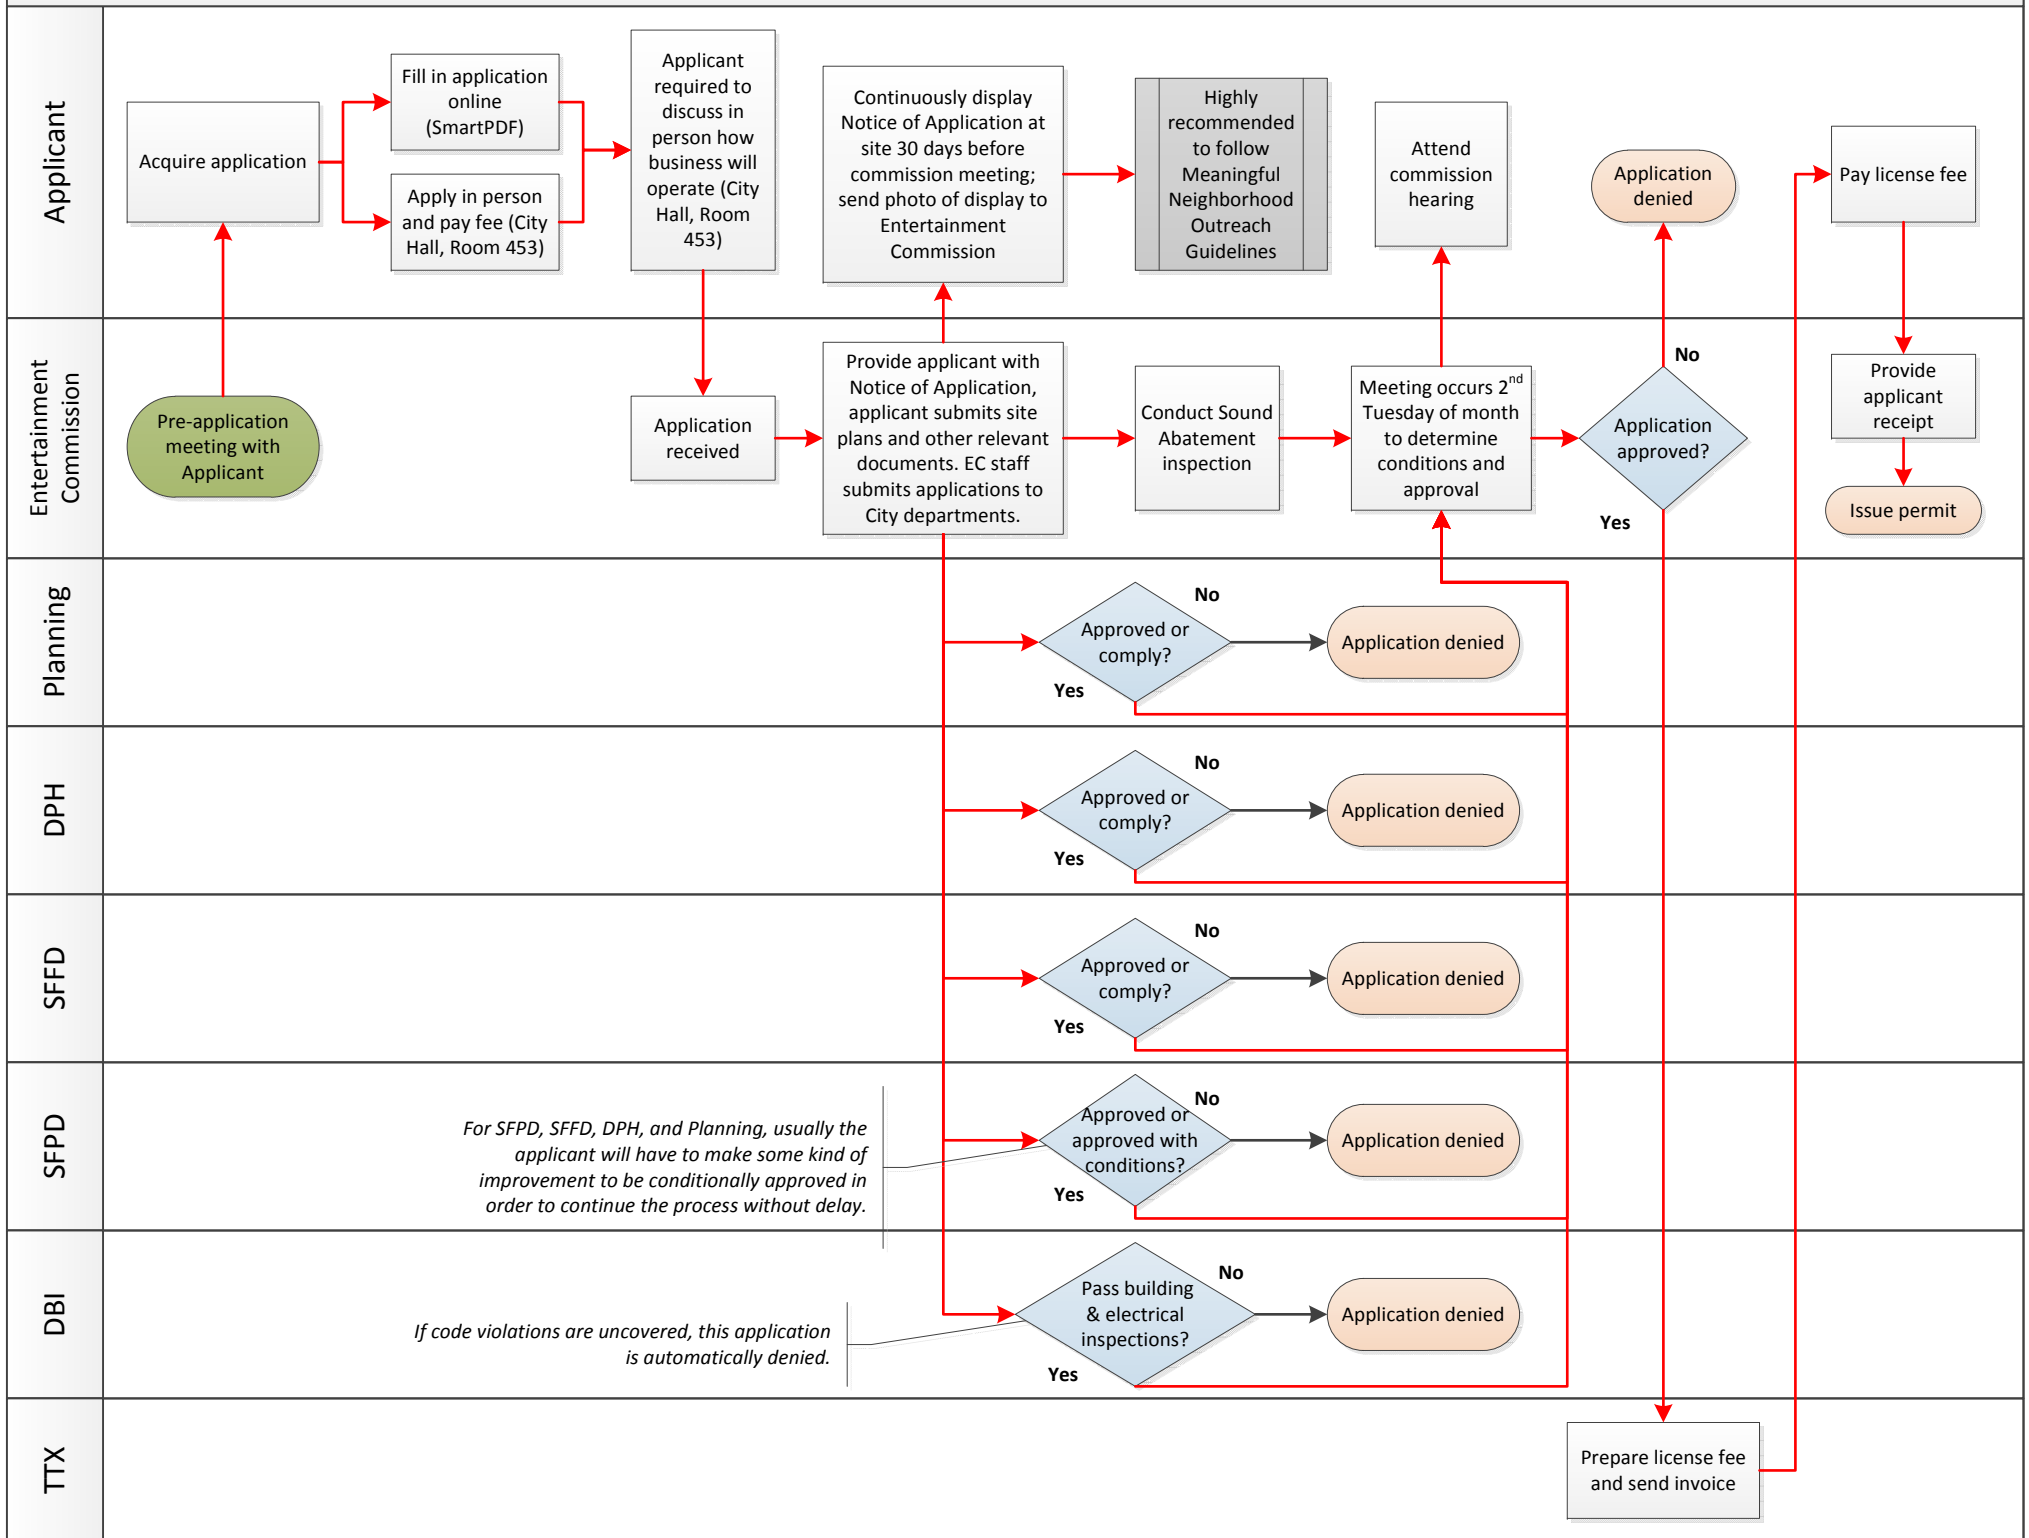 Applicant
Acquire application
Fill in application
online
(SmartPDF)
Apply in person
and pay fee (City
Hall, Room 453)
Applicant
required to
discuss in
person how
business will
operate (City
Hall, Room
453)
Continuously display
Notice of Application at
site 30 days before
commission meeting;
send photo of display to
Entertainment
Commission
Highly
recommended
to follow
Meaningful
Neighborhood
Outreach
Guidelines
Attend
commission
hearing
Application
denied
Pay license fee
Entertainment
Commission
Pre-application
meeting with
Applicant
Application
received
Provide applicant with
Notice of Application,
applicant submits site
plans and other relevant
documents. EC staff
submits applications to
City departments.
Conduct Sound
Abatement
inspection
Meeting occurs 2nd
Tuesday of month
to determine
conditions and
approval
No
Application
approved?
Yes
Provide
applicant
receipt
Issue permit
Planning
Approved or
comply?
No
Yes
Application denied
DPH
Approved or
comply?
No
Yes
Application denied
SFFD
Approved or
comply?
No
Yes
Application denied
SFPD
For SFPD, SFFD, DPH, and Planning, usually the
applicant will have to make some kind of
improvement to be conditionally approved in
order to continue the process without delay.
Approved or
approved with
conditions?
No
Yes
Application denied
DBI
If code violations are uncovered, this application
is automatically denied.
Pass building
& electrical
inspections?
No
Yes
Application denied
TTX
Prepare license fee
and send invoice